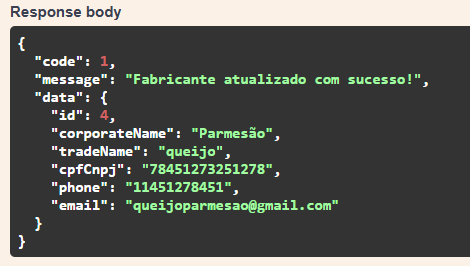 Response body
{
"code": 1,
"message": "Fabricante atualizado com sucesso!",
"data": {
"id": 4,
"corporateName": "Parmesão",
"tradeName": "queijo",
"cpfCnpj": "78451273251278",
"phone": "11451278451",
"email": "queijoparmesao@gmail.com"
}
}